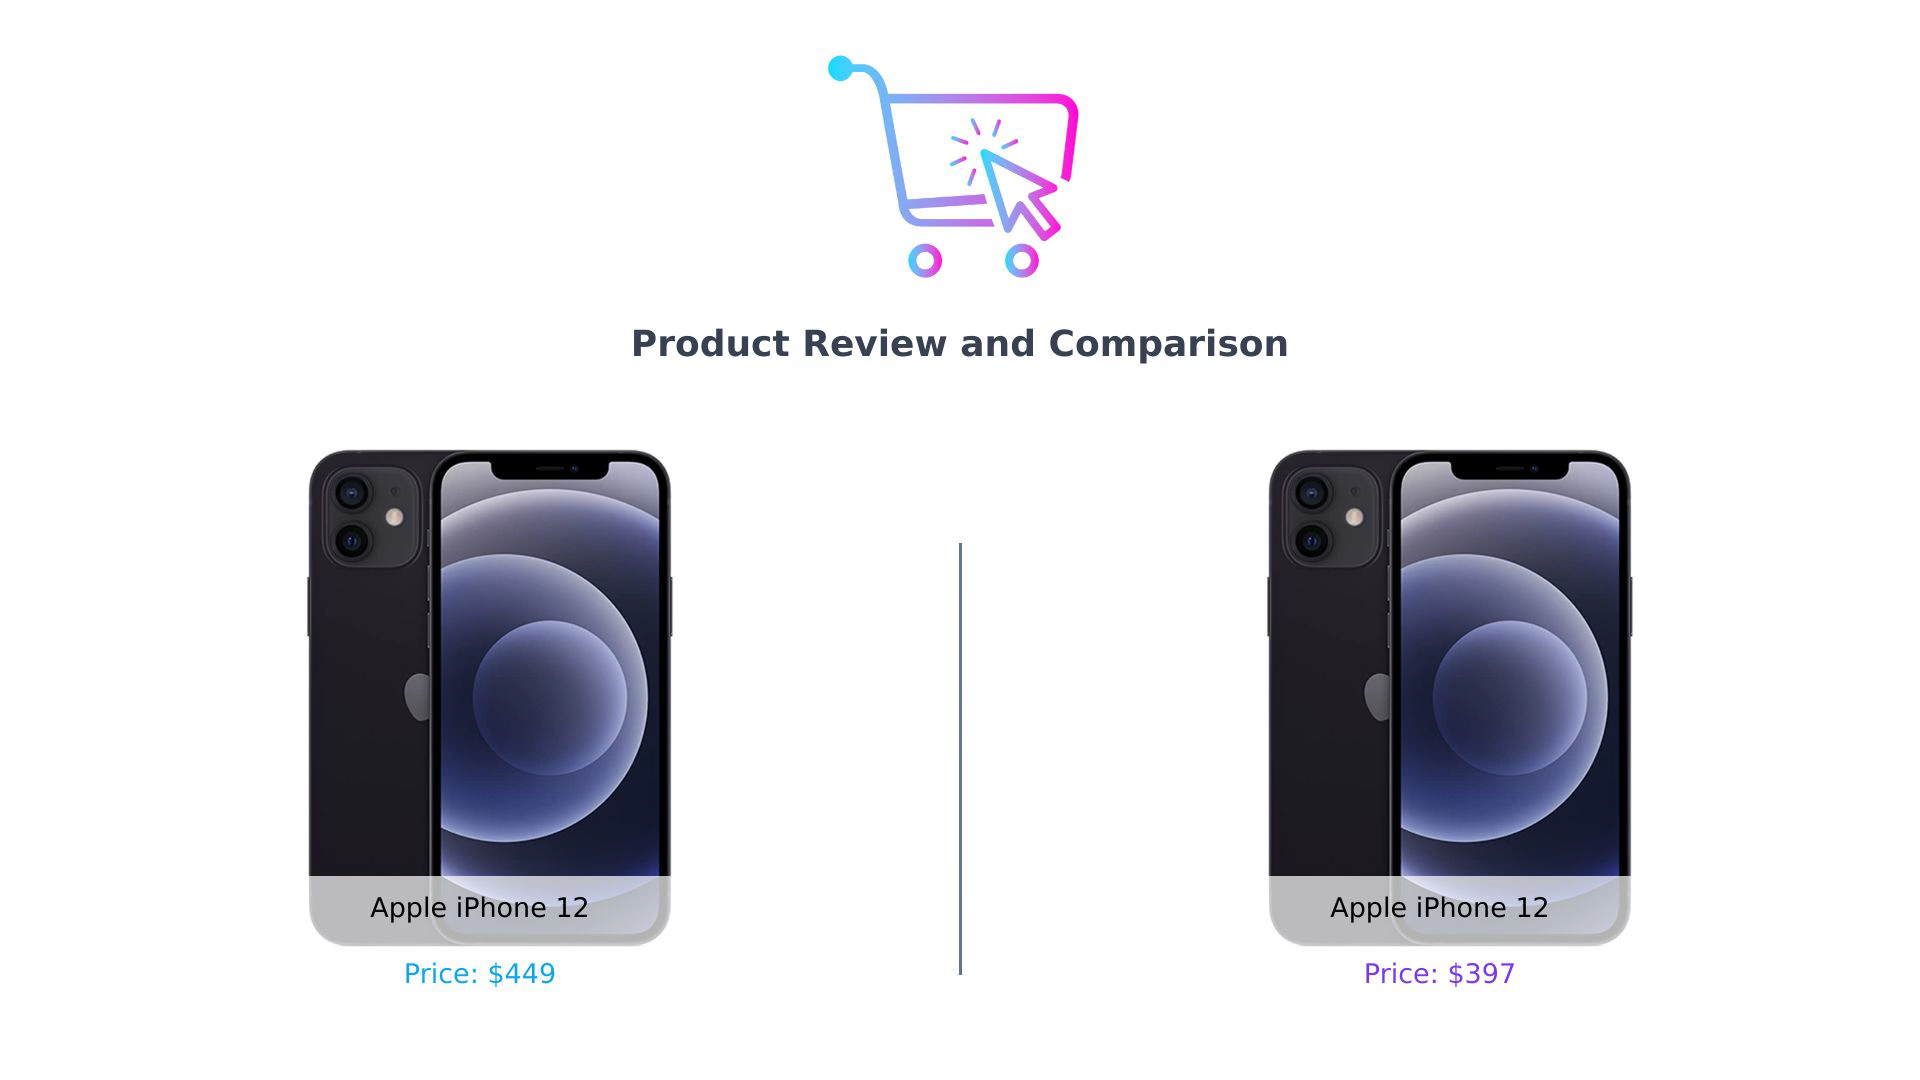 Product Review and Comparison
Apple iPhone 12
Price: $449
Apple iPhone 12
Price: $397